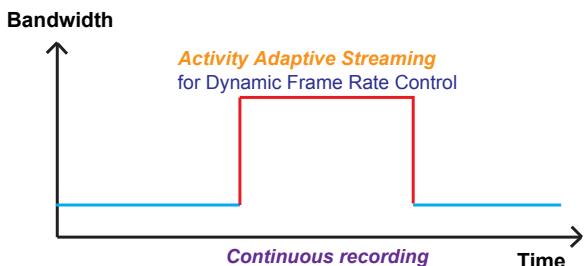 Bandwidth
Activity Adaptive Streaming
for Dynamic Frame Rate Control
Continuous recording
Time